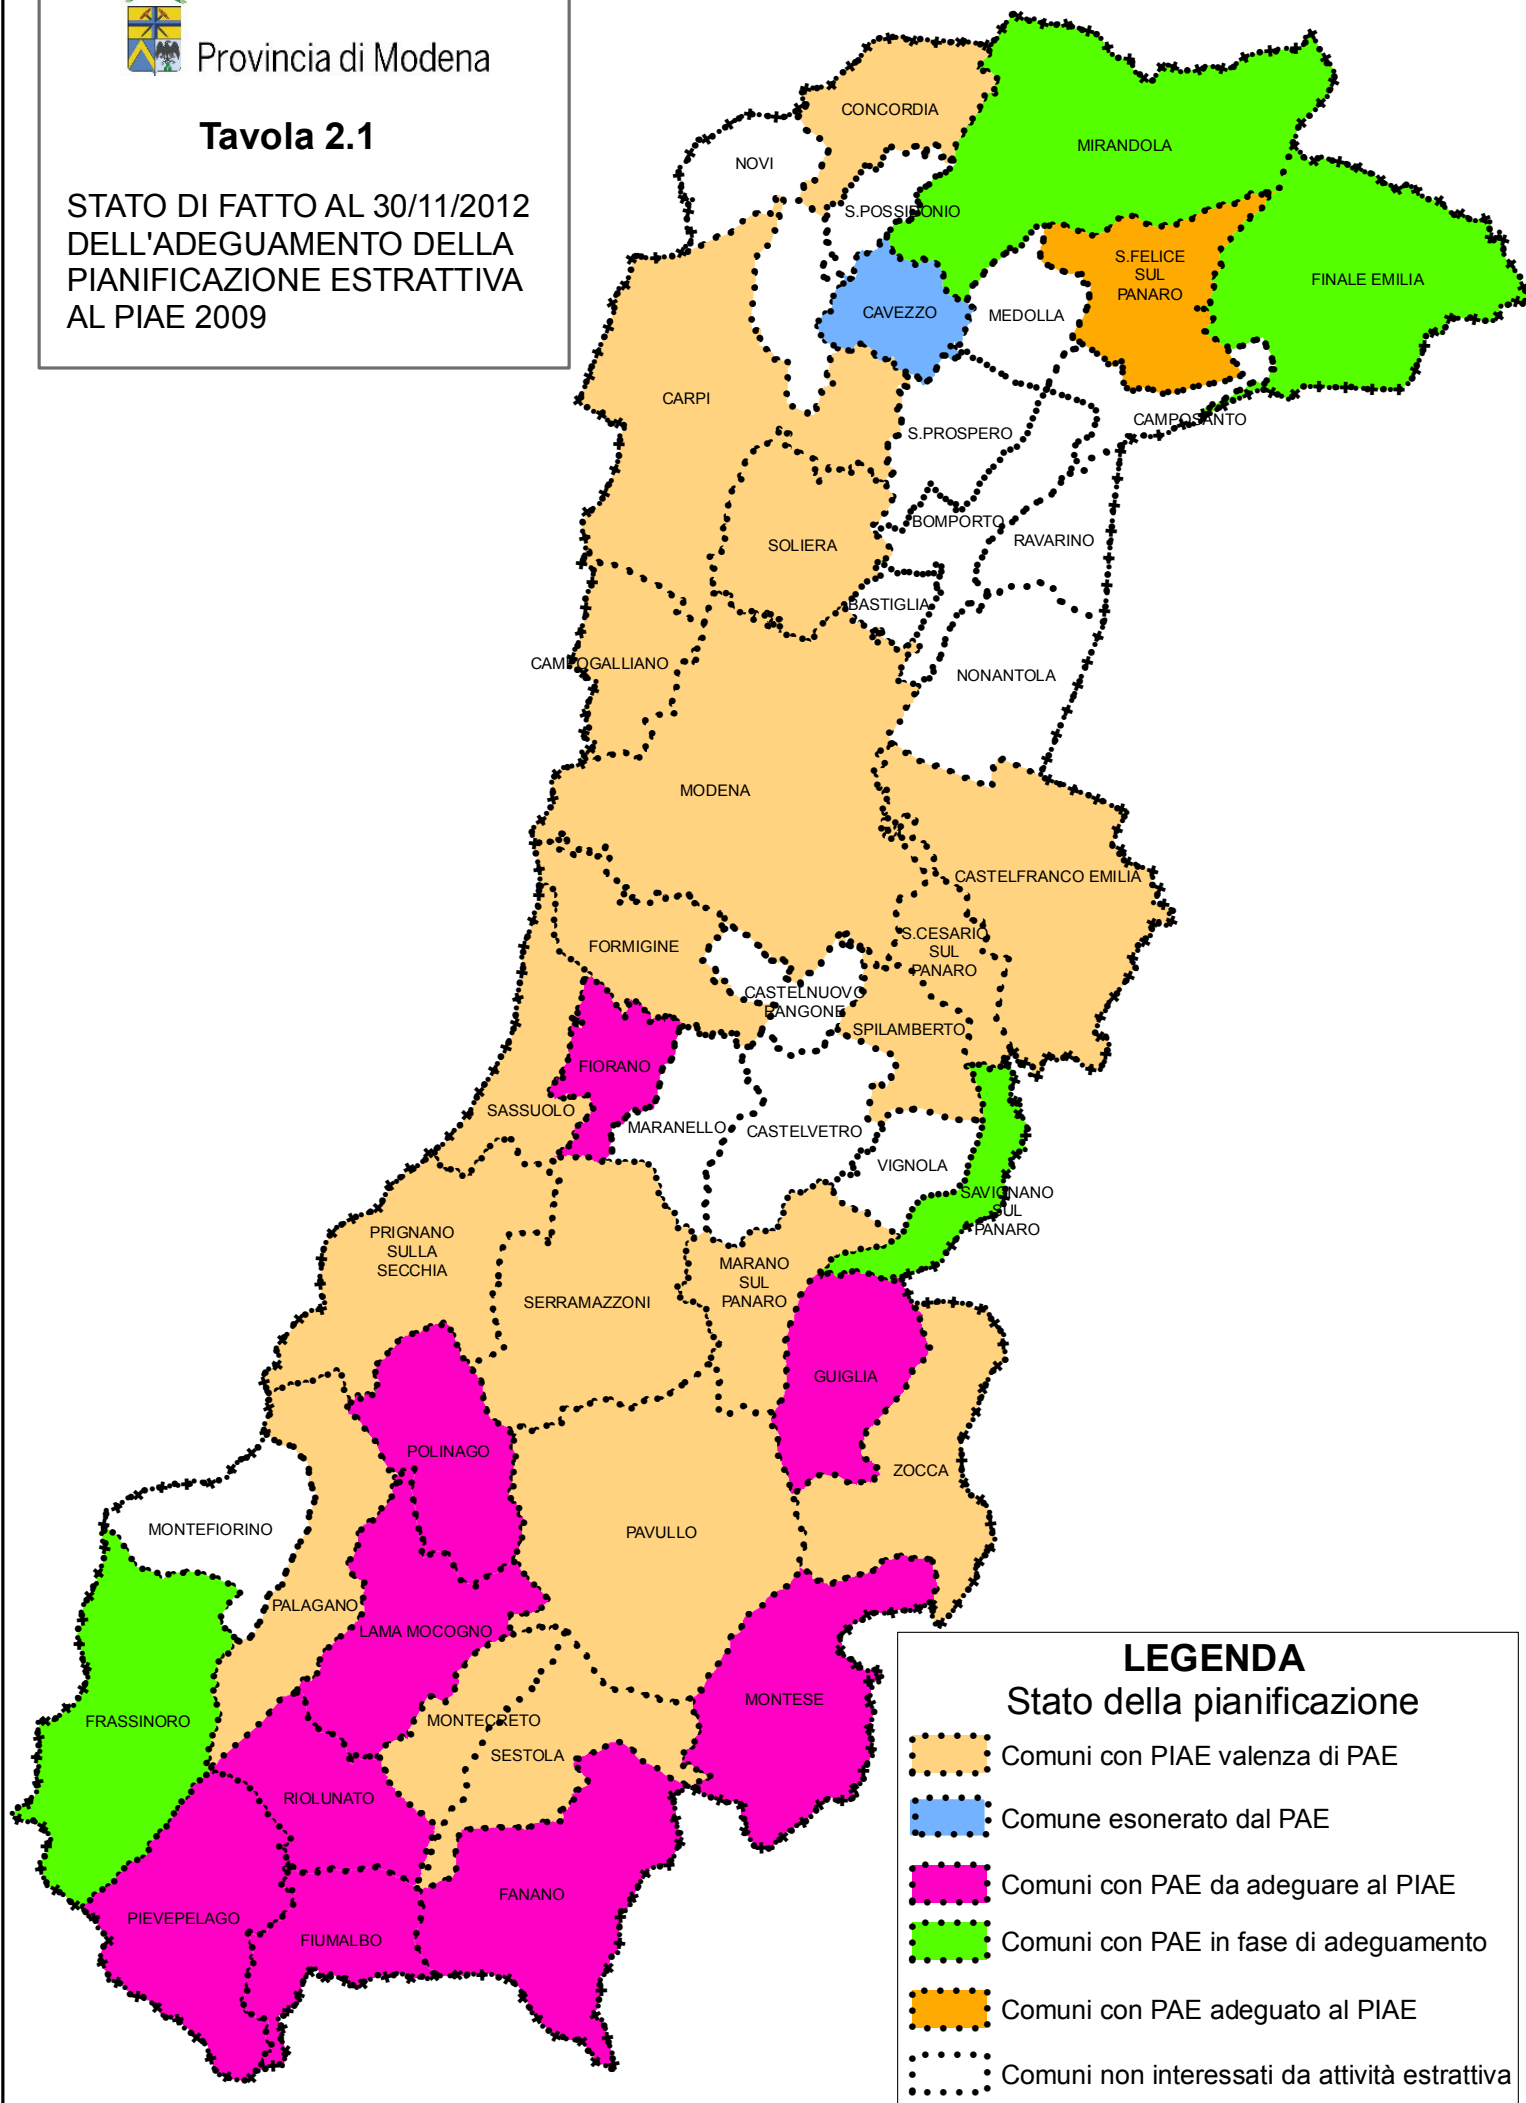 Provincia di Modena
Tavola 2.1
STATO DI FATTO AL 30/11/2012
DELL'ADEGUAMENTO DELLA
PIANIFICAZIONE ESTRATTIVA
AL PIAE 2009
CONCORDIA
MIRANDOLA
NOVI
S.POSSIDONIO
S.FELICE
SUL
PANARO
FINALE EMILIA
CAVEZZO
MEDOLLA
CARPI
CAMPOSANTO
S.PROSPERO
BOMPORTO
RAVARINO
SOLIERA
BASTIGLIA
CAMPOGALLIANO
NONANTOLA
MODENA
CASTELFRANCO EMILIA
FORMIGINE
S.CESARIO
SUL
PANARO
CASTELNUOVO
RANGONE
SPILAMBERTO
FIORANO
SASSUOLO
MARANELLO
CASTELVETRO
VIGNOLA
SAVIGNANO
SUL
PANARO
PRIGNANO
SULLA
SECCHIA
MARANO
SUL
PANARO
SERRAMAZZONI
GUIGLIA
POLINAGO
ZOCCA
MONTEFIORINO
PAVULLO
PALAGANO
LAMA MOCOGNO
MONTESE
FRASSINORO
MONTECRETO
SESTOLA
RIOLUNATO
FANANO
PIEVEPELAGO
FIUMALBO
LEGENDA
Stato della pianificazione
Comuni con PIAE valenza di PAE
Comune esonerato dal PAE
Comuni con PAE da adeguare al PIAE
Comuni con PAE in fase di adeguamento
Comuni con PAE adeguato al PIAE
Comuni non interessati da attività estrattiva